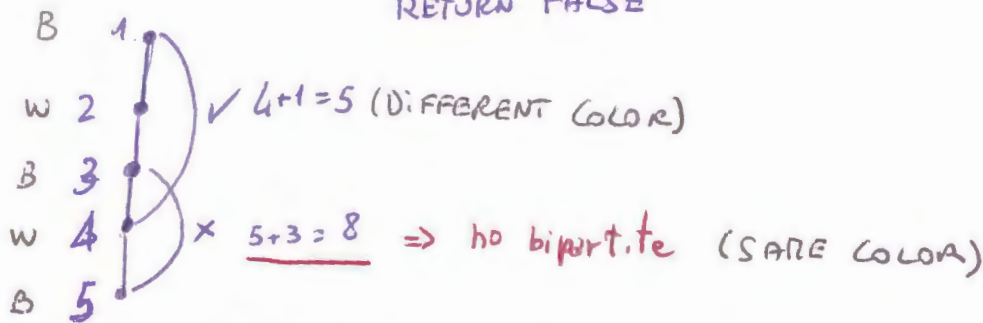 RETURN FALSE
B 1
W 2 ✓ 4+1=5 (DIFFERENT COLOR)
B 3
W 4 × 5+3=8 => no bipartite (SAME COLOR)
B 5